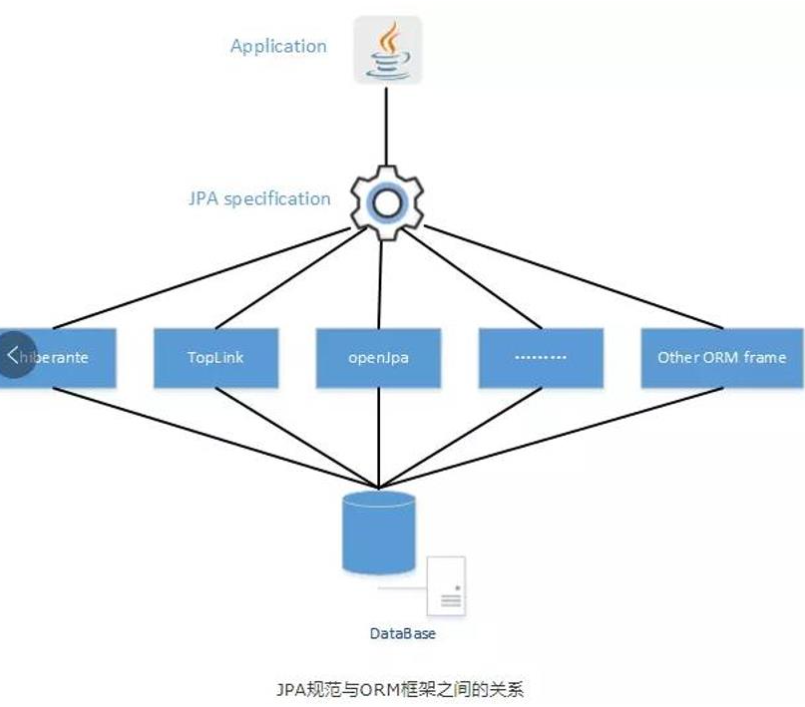 Application
JPA specification
hiberante
TopLink
openJpa
.........
Other ORM frame
DataBase
JPA规范与ORM框架之间的关系